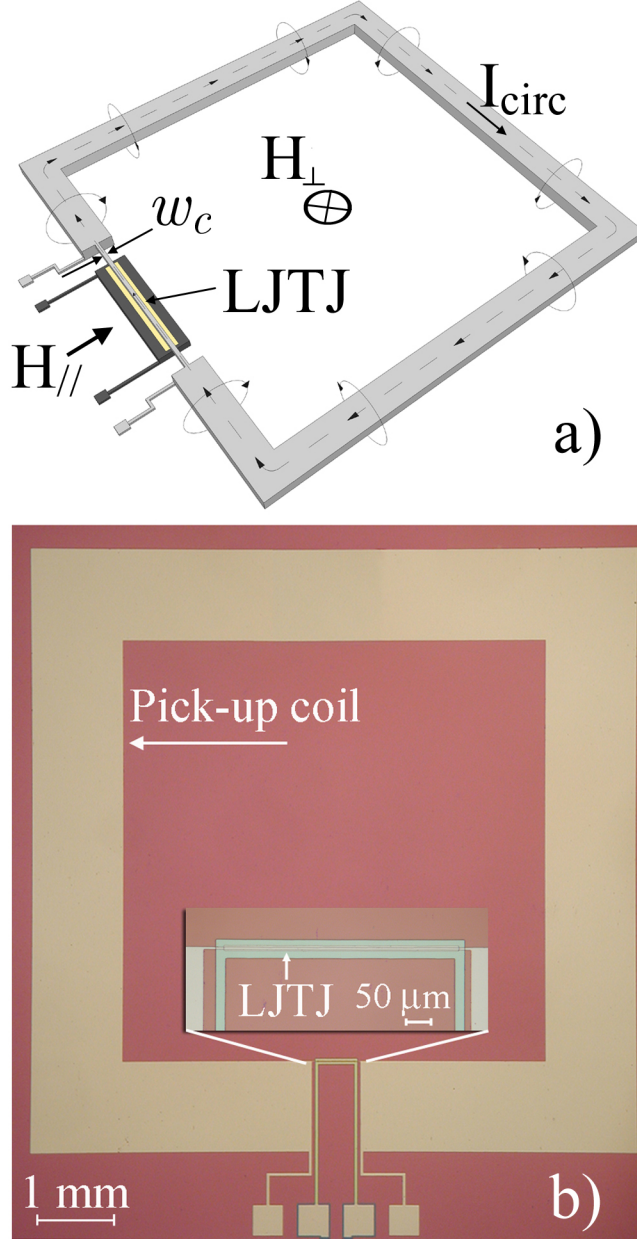 I_circ
H_⊥
w_c
LJTJ
H_//
a)
Pick-up coil
LJTJ
50 μm
1 mm
b)